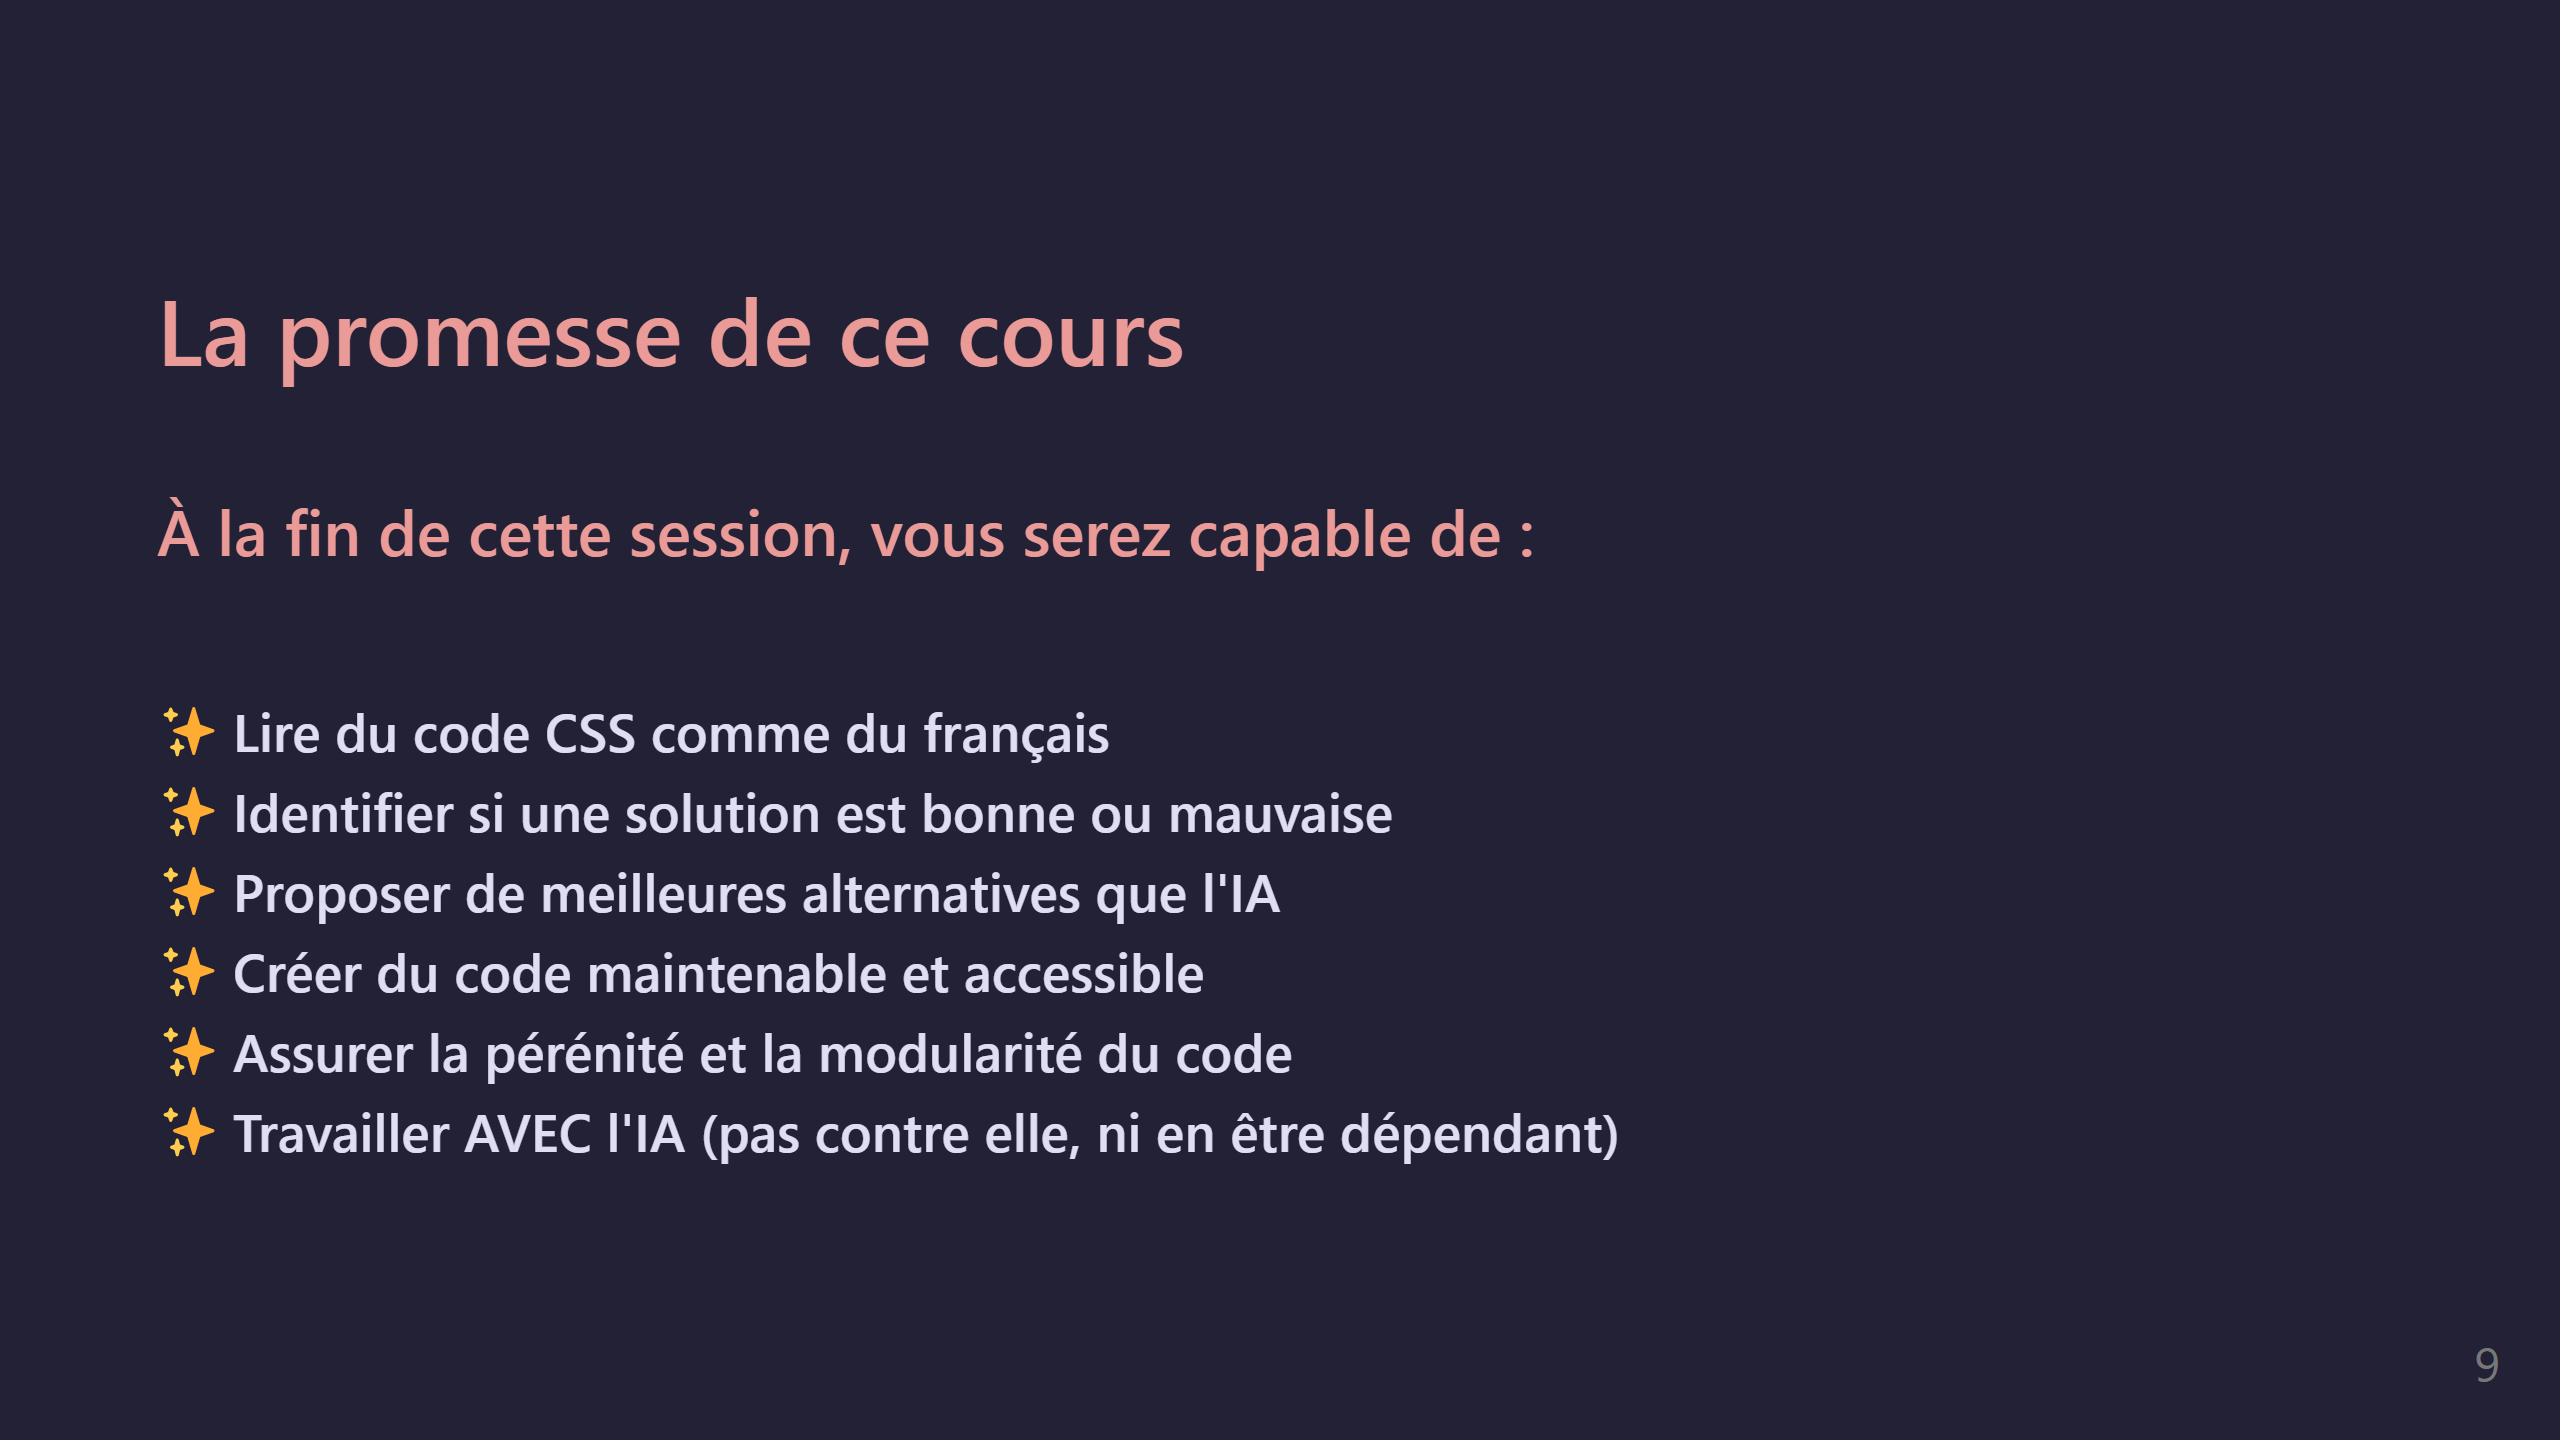 La promesse de ce cours
À la fin de cette session, vous serez capable de :
✨ Lire du code CSS comme du français
✨ Identifier si une solution est bonne ou mauvaise
✨ Proposer de meilleures alternatives que l'IA
✨ Créer du code maintenable et accessible
✨ Assurer la pérénité et la modularité du code
✨ Travailler AVEC l'IA (pas contre elle, ni en être dépendant)
9